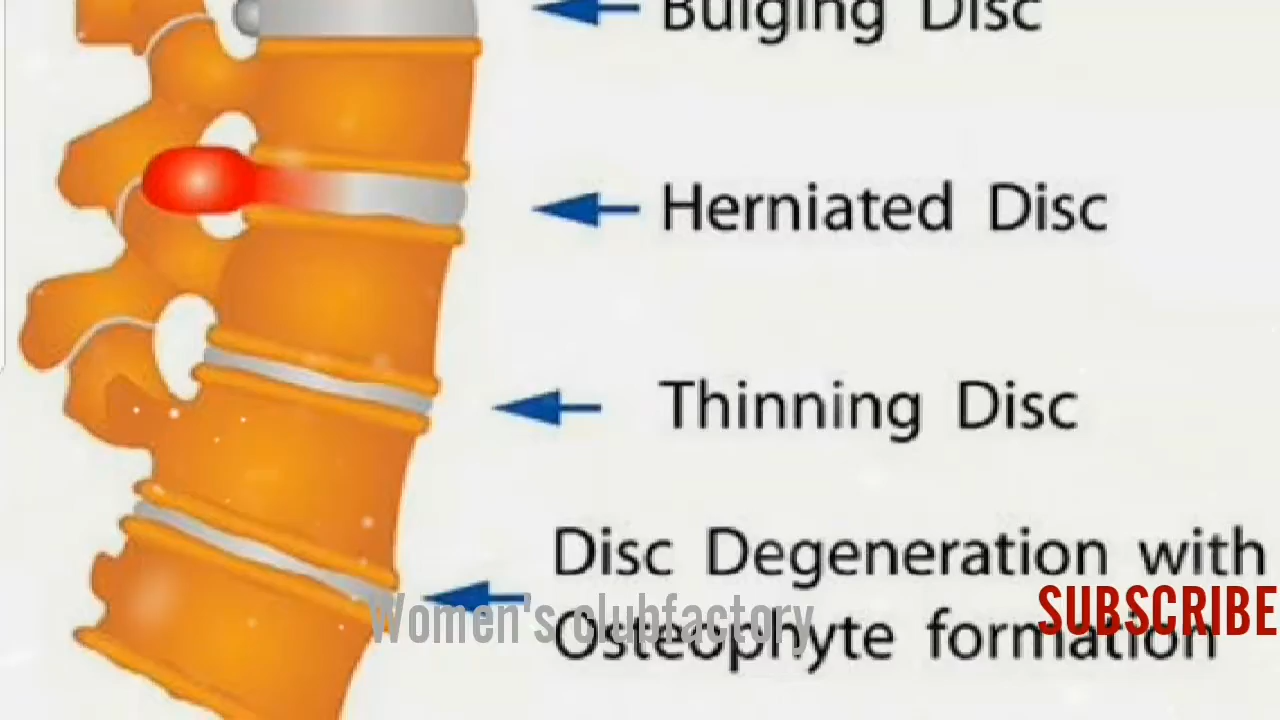 Bulging Disc
Herniated Disc
Thinning Disc
Disc Degeneration with
Osteophyte formation
Women's clubfactory
SUBSCRIBE